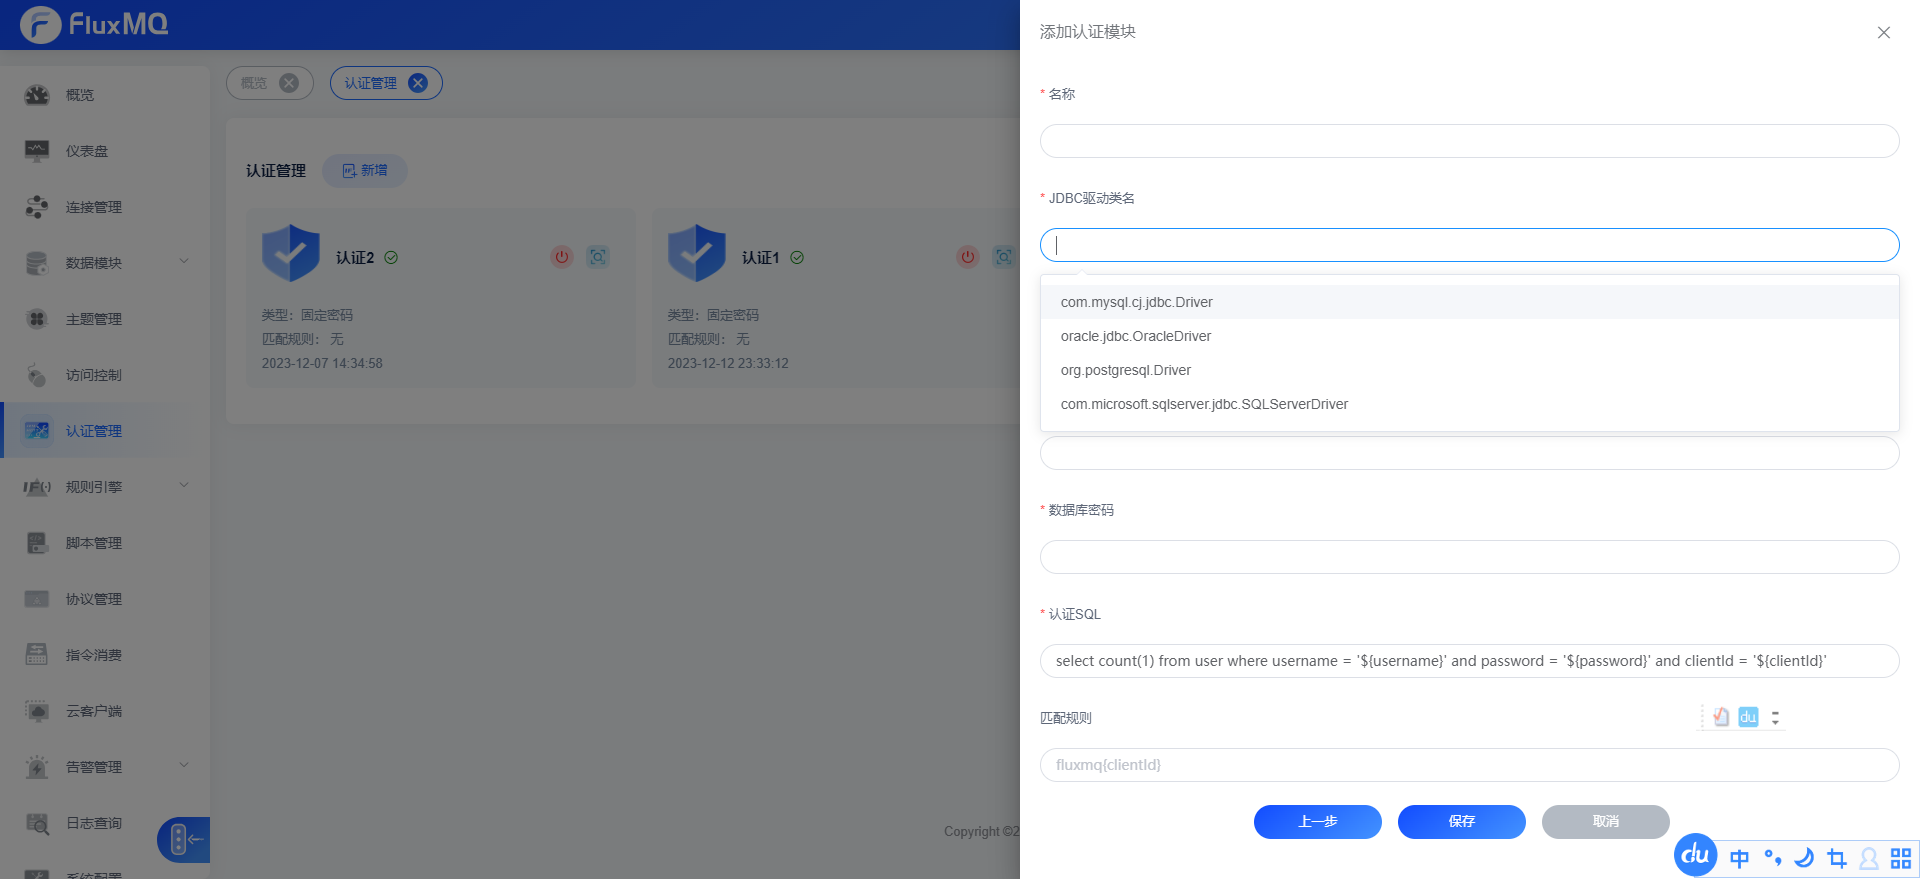 FluxMQ
概览
仪表盘
连接管理
数据模块
主题管理
访问控制
认证管理
规则引擎
脚本管理
协议管理
指令消费
云客户端
告警管理
日志查询
系统配置
概览
认证管理
认证管理
新增
认证2
类型：固定密码
匹配规则： 无
2023-12-07 14:34:58
认证1
类型：固定密码
匹配规则： 无
2023-12-12 23:33:12
Copyright ©2
添加认证模块
* 名称
* JDBC驱动类名
com.mysql.cj.jdbc.Driver
oracle.jdbc.OracleDriver
org.postgresql.Driver
com.microsoft.sqlserver.jdbc.SQLServerDriver
* 数据库密码
* 认证SQL
select count(1) from user where username = '${username}' and password = '${password}' and clientId = '${clientId}'
匹配规则
du
fluxmq{clientId}
上一步
保存
取消
du
中